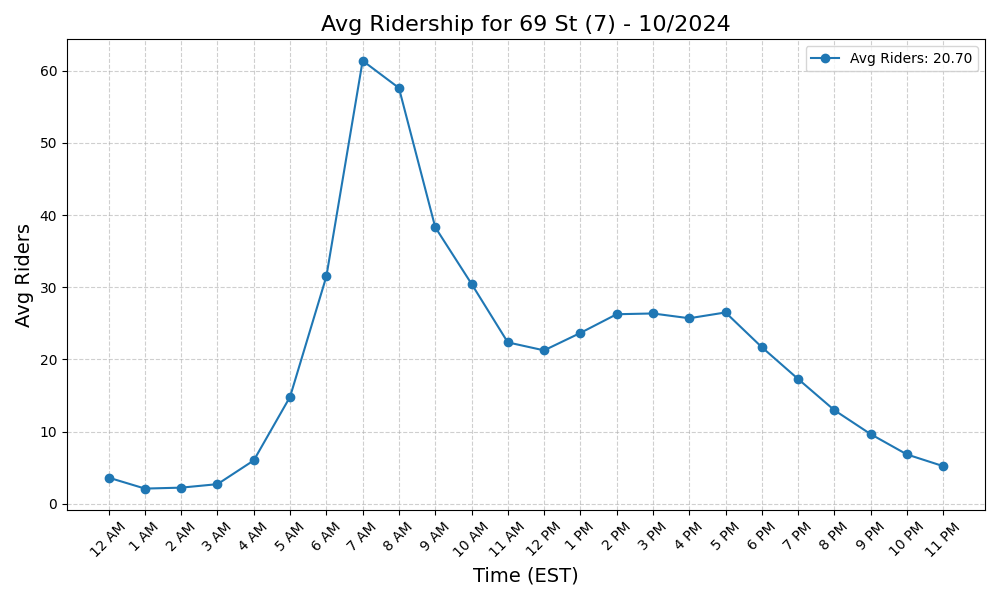 Avg Ridership for 69 St (7) - 10/2024
Avg Riders: 20.70
Avg Riders
60
50
40
30
20
10
0
12 AM
1 AM
2 AM
3 AM
4 AM
5 AM
6 AM
7 AM
8 AM
9 AM
10 AM
11 AM
12 PM
1 PM
2 PM
3 PM
4 PM
5 PM
6 PM
7 PM
8 PM
9 PM
10 PM
11 PM
Time (EST)